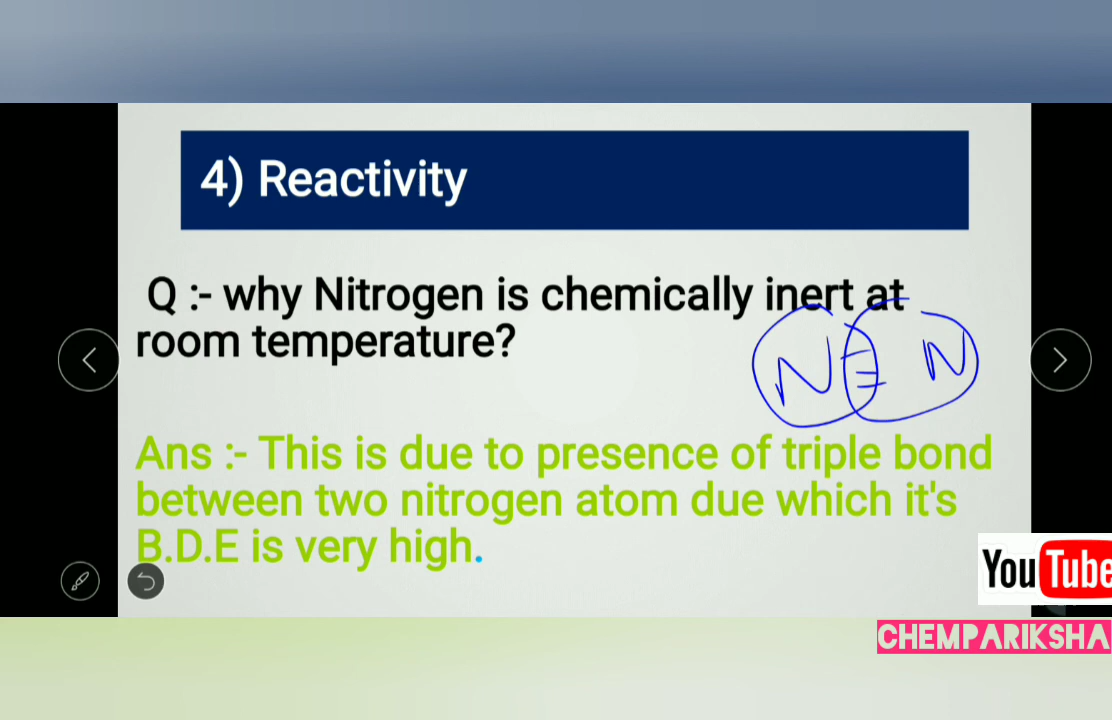 4) Reactivity
Q :- why Nitrogen is chemically inert at
room temperature?
N≡N
Ans :- This is due to presence of triple bond
between two nitrogen atom due which it's
B.D.E is very high.
YouTube
CHEMPARIKSHA